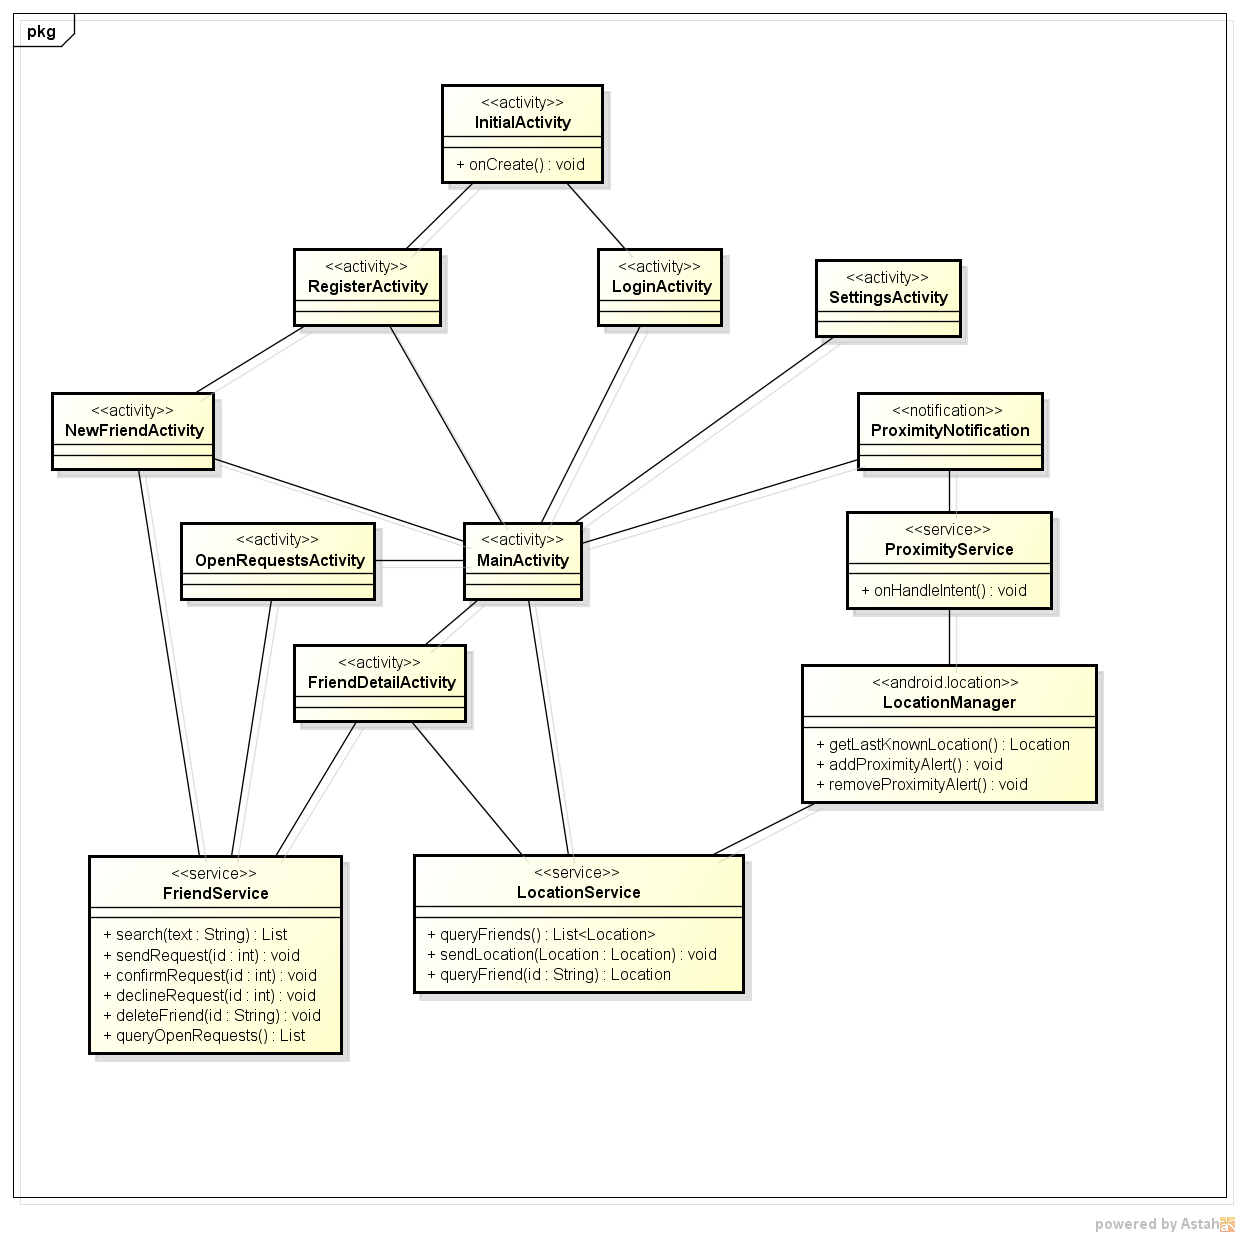 pkg
<<activity>>
InitialActivity
+ onCreate() : void
<<activity>>
RegisterActivity
<<activity>>
LoginActivity
<<activity>>
SettingsActivity
<<activity>>
NewFriendActivity
<<notification>>
ProximityNotification
<<activity>>
OpenRequestsActivity
<<activity>>
MainActivity
<<service>>
ProximityService
+ onHandleIntent() : void
<<activity>>
FriendDetailActivity
<<android.location>>
LocationManager
+ getLastKnownLocation() : Location
+ addProximityAlert() : void
+ removeProximityAlert() : void
<<service>>
FriendService
+ search(text : String) : List
+ sendRequest(id : int) : void
+ confirmRequest(id : int) : void
+ declineRequest(id : int) : void
+ deleteFriend(id : String) : void
+ queryOpenRequests() : List
<<service>>
LocationService
+ queryFriends() : List<Location>
+ sendLocation(Location : Location) : void
+ queryFriend(id : String) : Location
powered by Astah